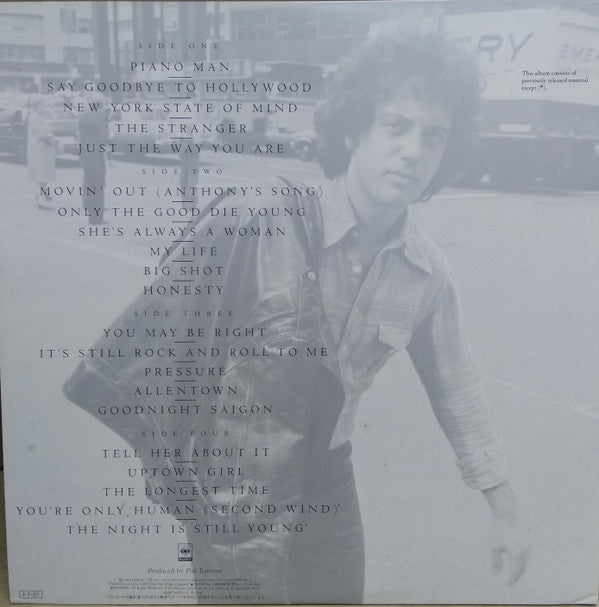 SIDE ONE
PIANO MAN
SAY GOODBYE TO HOLLYWOOD
NEW YORK STATE OF MIND
THE STRANGER
JUST THE WAY YOU ARE
SIDE TWO
MOVIN' OUT (ANTHONY'S SONG)
ONLY THE GOOD DIE YOUNG
SHE'S ALWAYS A WOMAN
MY LIFE
BIG SHOT
HONESTY
SIDE THREE
YOU MAY BE RIGHT
IT'S STILL ROCK AND ROLL TO ME
PRESSURE
ALLENTOWN
GOODNIGHT SAIGON
SIDE FOUR
TELL HER ABOUT IT
UPTOWN GIRL
THE LONGEST TIME
YOU'RE ONLY HUMAN (SECOND WIND)*
THE NIGHT IS STILL YOUNG*
This album consists of
previously released material
except (*)
ERY
EME
Produced by Phil Ramone